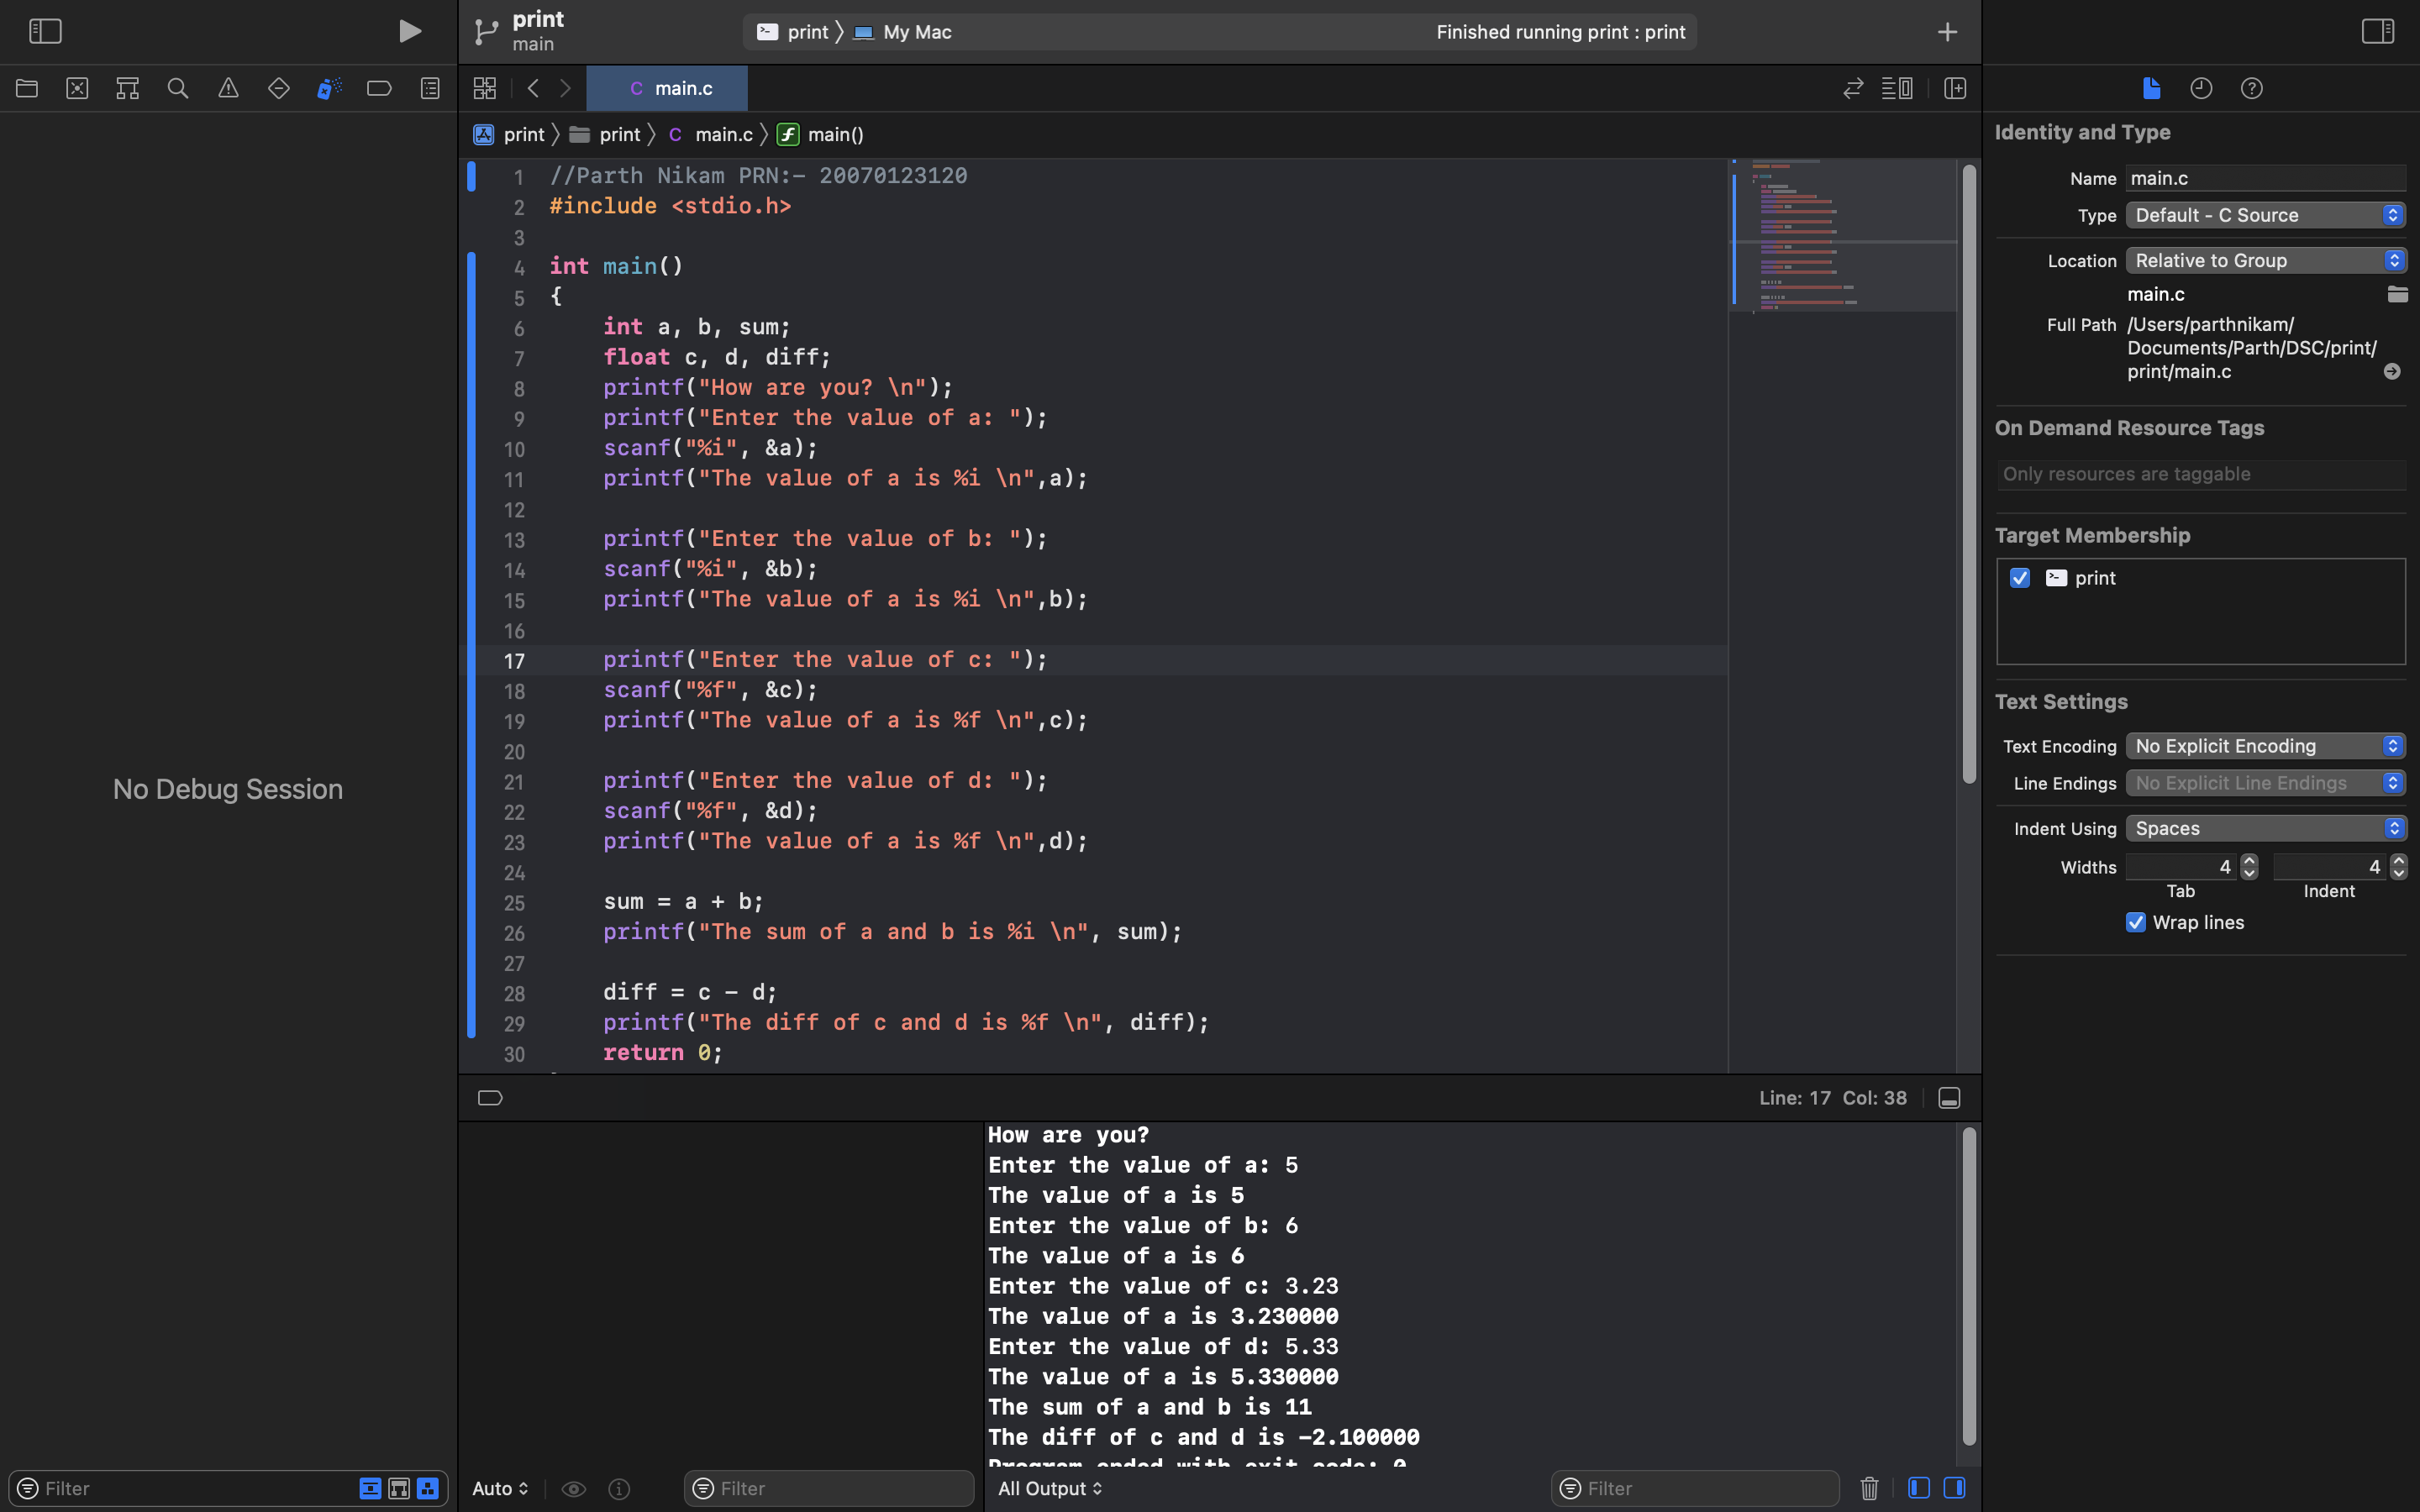 print
main
print
My Mac
Finished running print : print
main.c
print
print
main.c
main()
No Debug Session
Filter
1 //Parth Nikam PRN:- 20070123120
2 #include <stdio.h>
3
4 int main()
5 {
6 int a, b, sum;
7 float c, d, diff;
8 printf("How are you? \n");
9 printf("Enter the value of a: ");
10 scanf("%i", &a);
11 printf("The value of a is %i \n",a);
12
13 printf("Enter the value of b: ");
14 scanf("%i", &b);
15 printf("The value of a is %i \n",b);
16
17 printf("Enter the value of c: ");
18 scanf("%f", &c);
19 printf("The value of a is %f \n",c);
20
21 printf("Enter the value of d: ");
22 scanf("%f", &d);
23 printf("The value of a is %f \n",d);
24
25 sum = a + b;
26 printf("The sum of a and b is %i \n", sum);
27
28 diff = c - d;
29 printf("The diff of c and d is %f \n", diff);
30 return 0;
Line: 17 Col: 38
How are you?
Enter the value of a: 5
The value of a is 5
Enter the value of b: 6
The value of a is 6
Enter the value of c: 3.23
The value of a is 3.230000
Enter the value of d: 5.33
The value of a is 5.330000
The sum of a and b is 11
The diff of c and d is -2.100000
Program ended with exit code: 0
Auto
Filter
All Output
Filter
Identity and Type
Name main.c
Type Default - C Source
Location Relative to Group
main.c
Full Path /Users/parthnikam/
Documents/Parth/DSC/print/
print/main.c
On Demand Resource Tags
Only resources are taggable
Target Membership
print
Text Settings
Text Encoding No Explicit Encoding
Line Endings No Explicit Line Endings
Indent Using Spaces
Widths 4 4
Tab Indent
Wrap lines